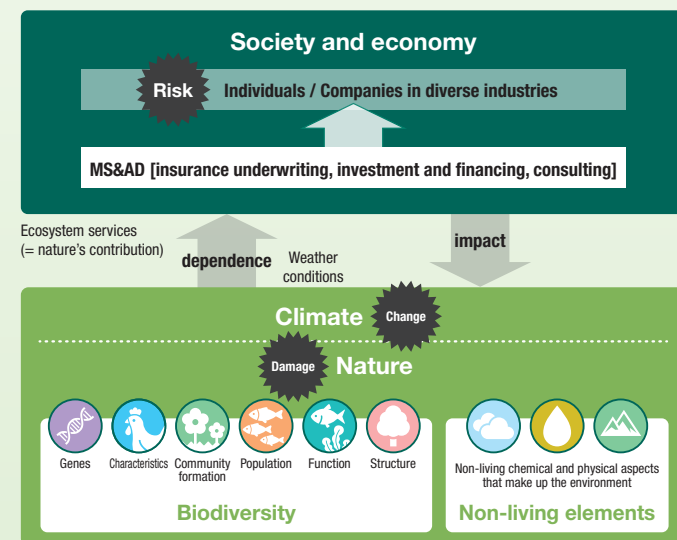 Society and economy
Risk
Individuals / Companies in diverse industries
MS&AD [insurance underwriting, investment and financing, consulting]
Ecosystem services
(= nature's contribution)
dependence
Weather
conditions
impact
Climate
Change
Damage
Nature
Genes
Characteristics
Community
formation
Population
Function
Structure
Biodiversity
Non-living chemical and physical aspects
that make up the environment
Non-living elements